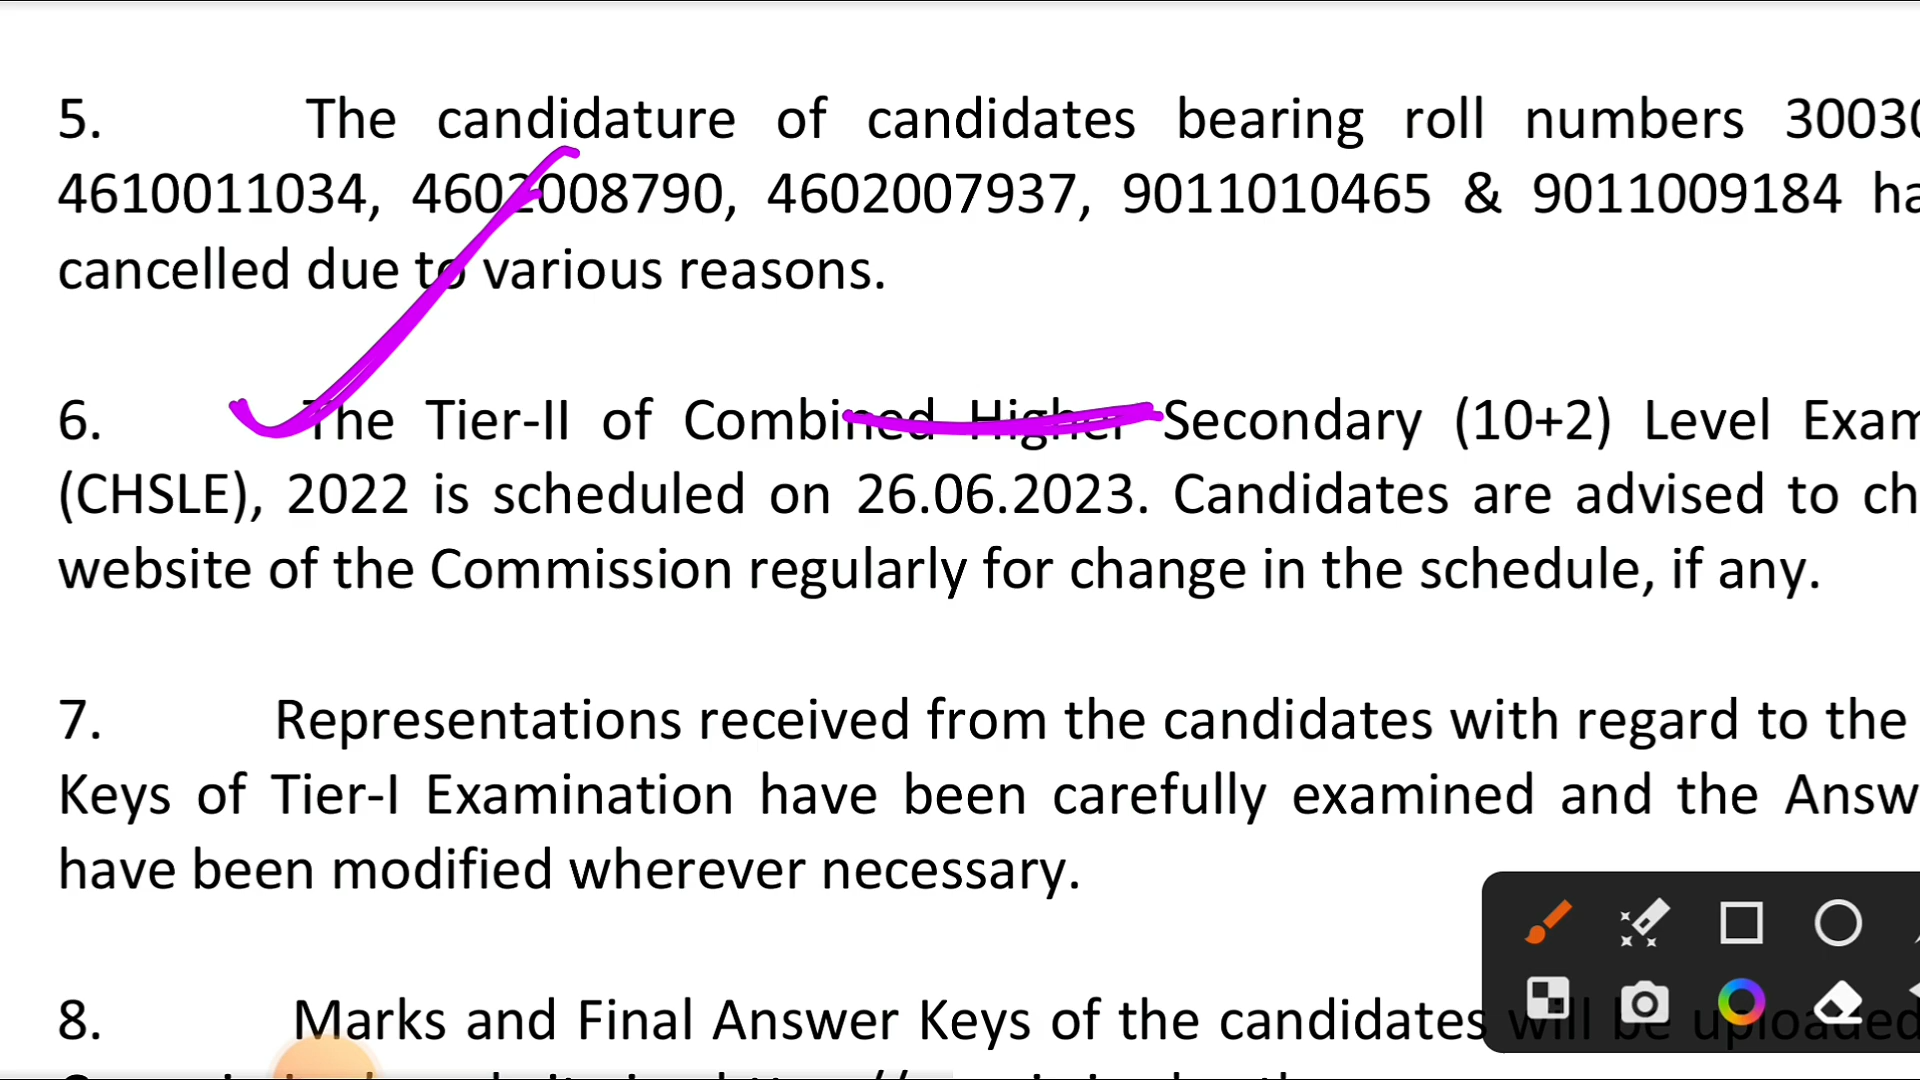 5. The candidature of candidates bearing roll numbers 30030
4610011034, 4602008790, 4602007937, 9011010465 & 9011009184 ha
cancelled due to various reasons.
6. The Tier-II of Combined Higher Secondary (10+2) Level Exam
(CHSLE), 2022 is scheduled on 26.06.2023. Candidates are advised to ch
website of the Commission regularly for change in the schedule, if any.
7. Representations received from the candidates with regard to the
Keys of Tier-I Examination have been carefully examined and the Answ
have been modified wherever necessary.
8. Marks and Final Answer Keys of the candidates will be uploaded